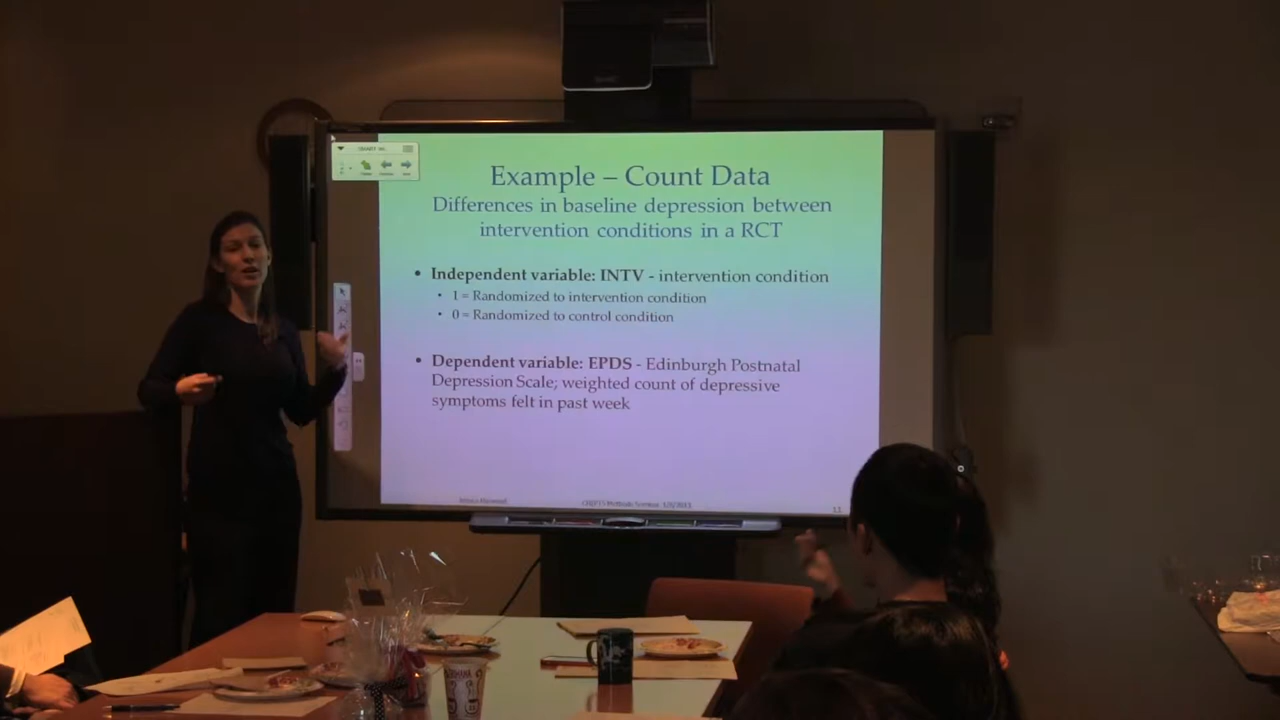 Example – Count Data
Differences in baseline depression between
intervention conditions in a RCT
• Independent variable: INTV - intervention condition
• 1 = Randomized to intervention condition
• 0 = Randomized to control condition
• Dependent variable: EPDS - Edinburgh Postnatal
Depression Scale; weighted count of depressive
symptoms felt in past week